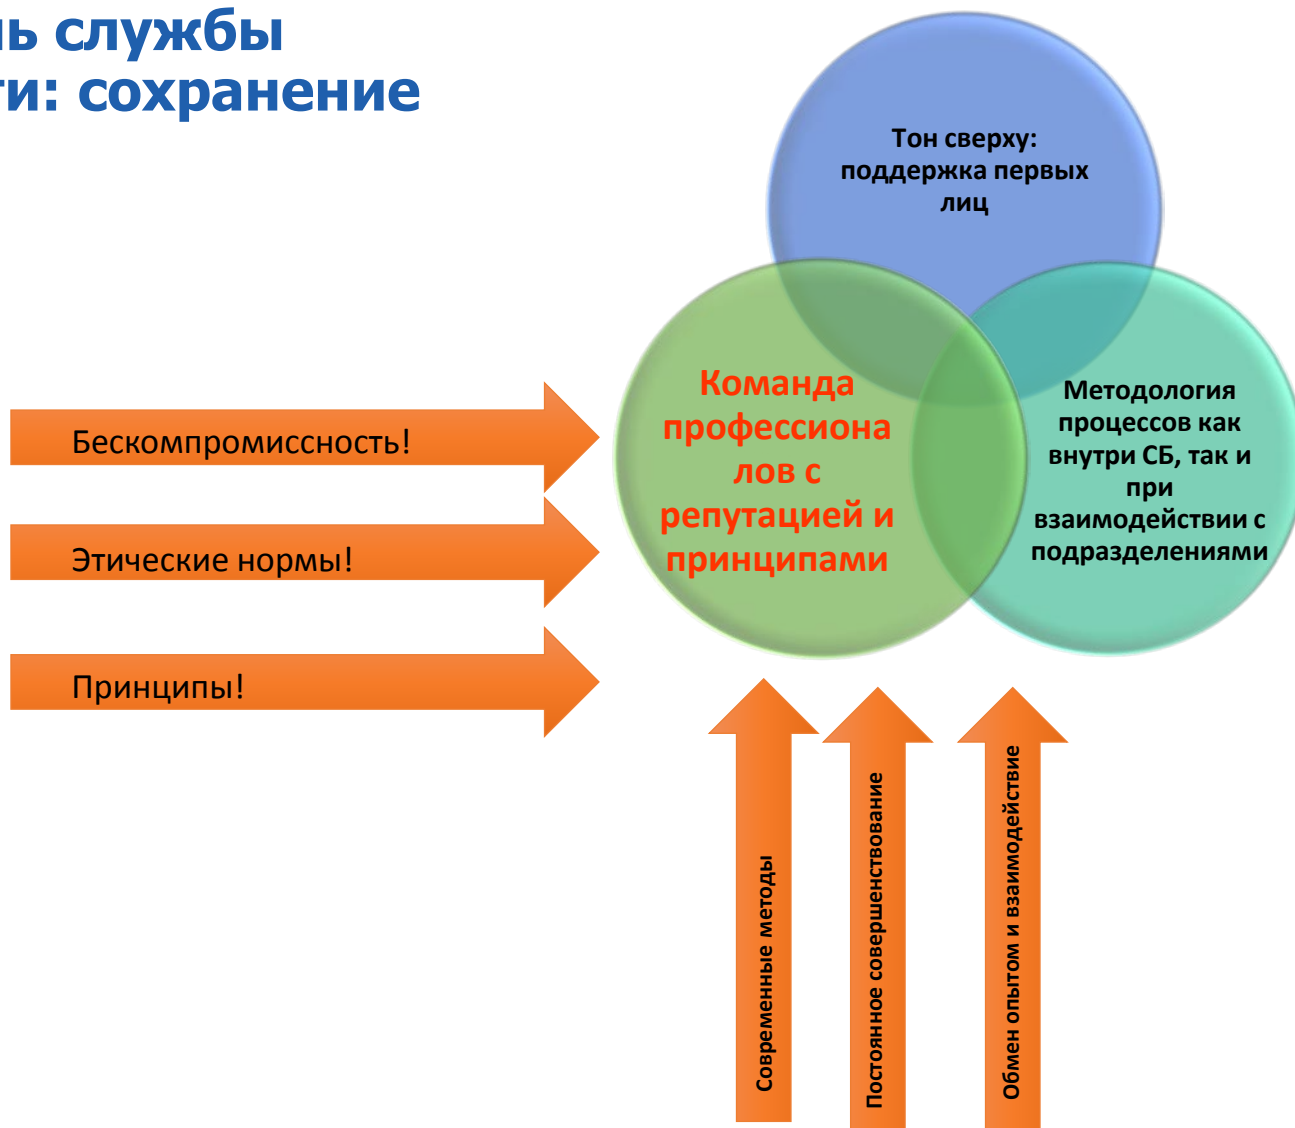 службы
сохранение
Тон сверху:
поддержка первых
лиц
Команда
профессиона
лов с
репутацией и
принципами
Методология
процессов как
внутри СБ, так и
при
взаимодействии с
подразделениями
Бескомпромиссность!
Этические нормы!
Принципы!
Современные методы
Постоянное совершенствование
Обмен опытом и взаимодействие